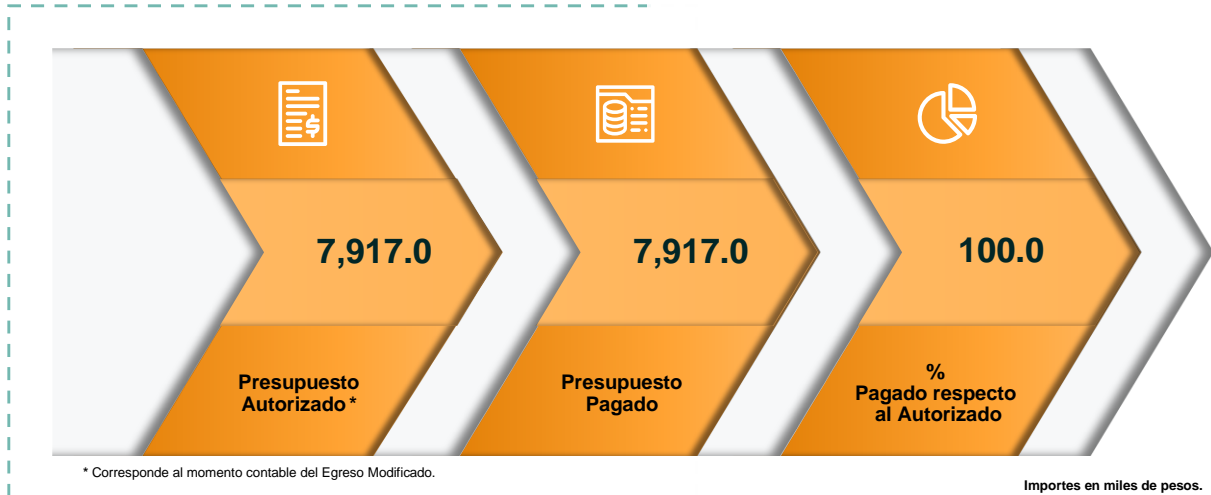 7,917.0
7,917.0
100.0
Presupuesto
Autorizado *
Presupuesto
Pagado
%
Pagado respecto
al Autorizado
* Corresponde al momento contable del Egreso Modificado.
Importes en miles de pesos.